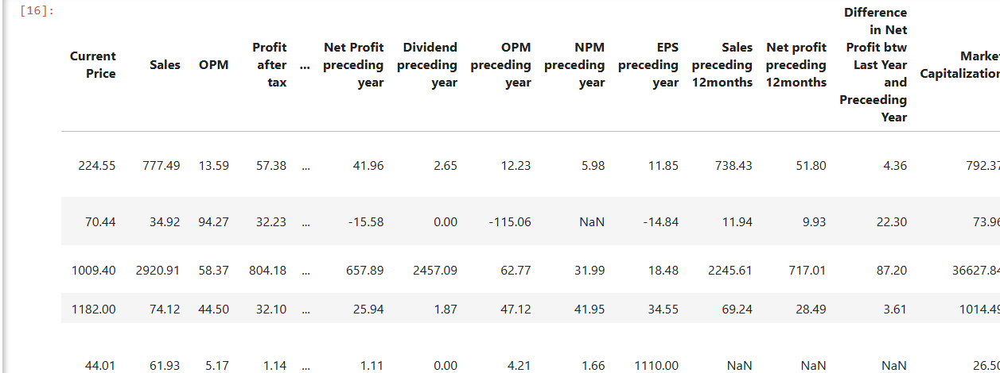 [16]:
Current Price Sales OPM Profit after tax ... Net Profit preceding year Dividend preceding year OPM preceding year NPM preceding year EPS preceding year Sales preceding 12months Net profit preceding 12months Difference in Net Profit btw Last Year and Preceeding Year Market Capitalization
224.55 777.49 13.59 57.38 ... 41.96 2.65 12.23 5.98 11.85 738.43 51.80 4.36 792.37
70.44 34.92 94.27 32.23 ... -15.58 0.00 -115.06 NaN -14.84 11.94 9.93 22.30 73.96
1009.40 2920.91 58.37 804.18 ... 657.89 2457.09 62.77 31.99 18.48 2245.61 717.01 87.20 36627.84
1182.00 74.12 44.50 32.10 ... 25.94 1.87 47.12 41.95 34.55 69.24 28.49 3.61 1014.49
44.01 61.93 5.17 1.14 ... 1.11 0.00 4.21 1.66 1110.00 NaN NaN NaN 26.50